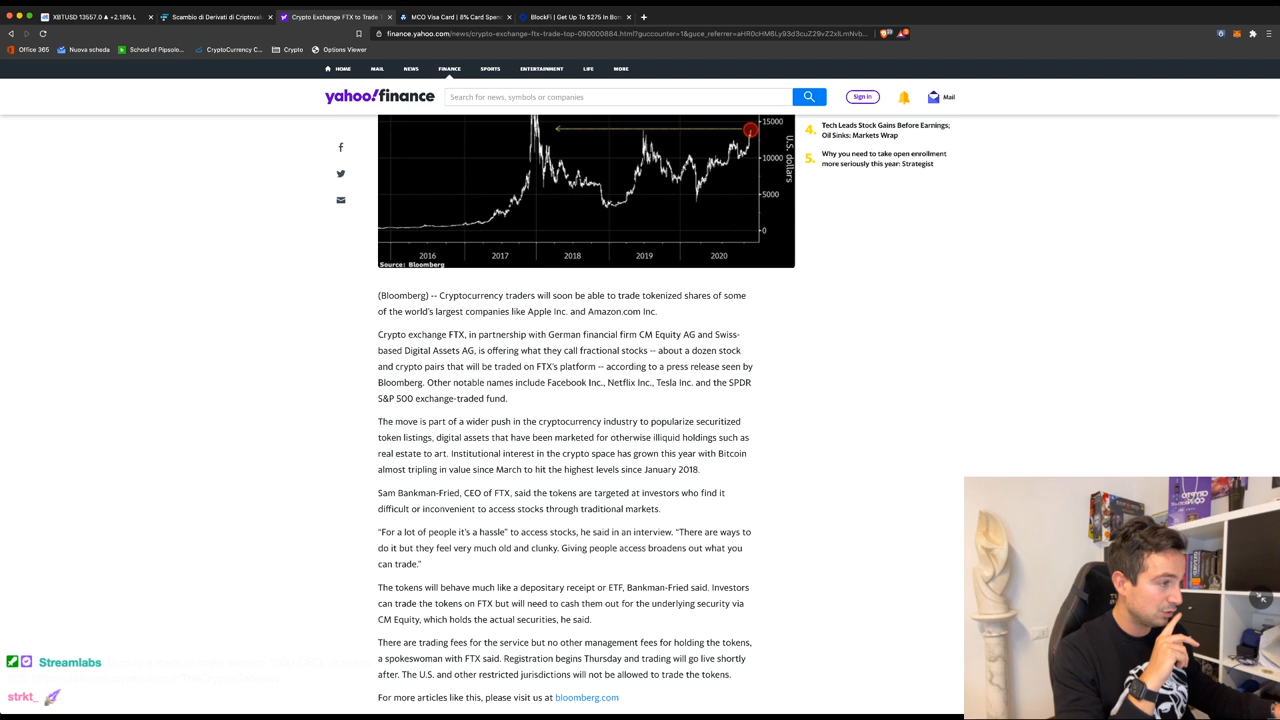 XBTUSD 13557.0 ▲ +2.18% L
Scambio di Derivati di Criptoval
Crypto Exchange FTX to Trade
MCO Visa Card | 8% Card Spen
BlockFi | Get Up To $275 in Bon
finance.yahoo.com/news/crypto-exchange-ftx-trade-top-090000884.html?guccounter=1&guce_referrer=
Office 365
Nuova scheda
School of Pipsolo...
CryptoCurrency C...
Crypto
Options Viewer
HOME MAIL NEWS FINANCE SPORTS ENTERTAINMENT LIFE MORE
yahoo!finance
Search for news, symbols or companies
Sign in
Mail
4. Tech Leads Stock Gains Before Earnings;
Oil Sinks: Markets Wrap
5. Why you need to take open enrollment
more seriously this year: Strategist
15000
10000
5000
0
U.S. dollars
2016 2017 2018 2019 2020
Source: Bloomberg
(Bloomberg) -- Cryptocurrency traders will soon be able to trade tokenized shares of some
of the world's largest companies like Apple Inc. and Amazon.com Inc.
Crypto exchange FTX, in partnership with German financial firm CM Equity AG and Swiss-
based Digital Assets AG, is offering what they call fractional stocks -- about a dozen stock
and crypto pairs that will be traded on FTX's platform -- according to a press release seen by
Bloomberg. Other notable names include Facebook Inc., Netflix Inc., Tesla Inc. and the SPDR
S&P 500 exchange-traded fund.
The move is part of a wider push in the cryptocurrency industry to popularize securitized
token listings, digital assets that have been marketed for otherwise illiquid holdings such as
real estate to art. Institutional interest in the crypto space has grown this year with Bitcoin
almost tripling in value since March to hit the highest levels since January 2018.
Sam Bankman-Fried, CEO of FTX, said the tokens are targeted at investors who find it
difficult or inconvenient to access stocks through traditional markets.
“For a lot of people it's a hassle” to access stocks, he said in an interview. “There are ways to
do it but they feel very much old and clunky. Giving people access broadens out what you
can trade.”
The tokens will behave much like a depositary receipt or ETF, Bankman-Fried said. Investors
can trade the tokens on FTX but will need to cash them out for the underlying security via
CM Equity, which holds the actual securities, he said.
There are trading fees for the service but no other management fees for holding the tokens,
a spokeswoman with FTX said. Registration begins Thursday and trading will go live shortly
after. The U.S. and other restricted jurisdictions will not be allowed to trade the tokens.
For more articles like this, please visit us at bloomberg.com
Streamlabs
strkt_